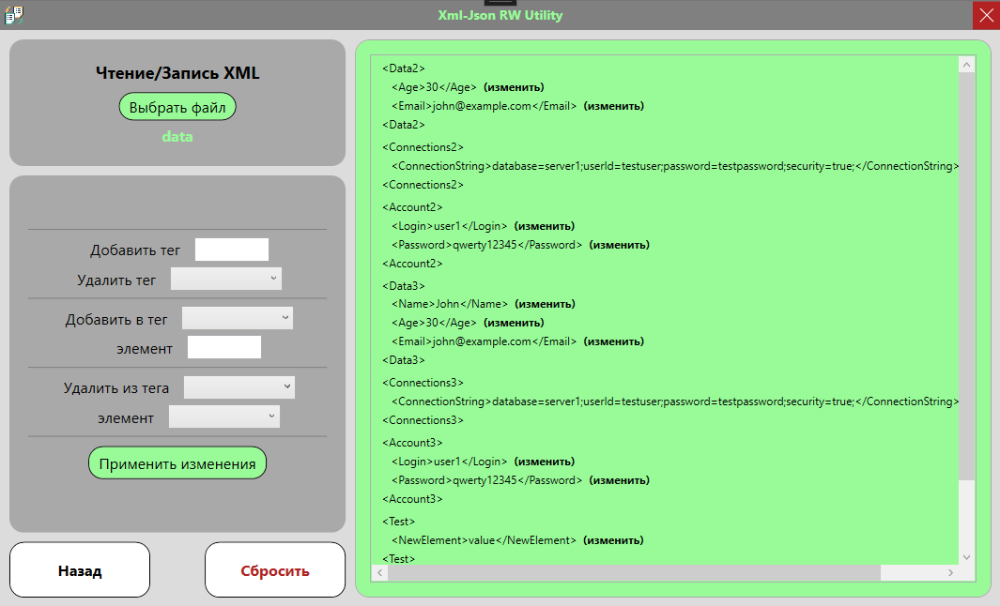 Xml-Json RW Utility
Чтение/Запись XML
Выбрать файл
data
Добавить тег
Удалить тег
Добавить в тег
элемент
Удалить из тега
элемент
Применить изменения
Назад
Сбросить
<Data2>
<Age>30</Age> (изменить)
<Email>john@example.com</Email> (изменить)
<Data2>
<Connections2>
<ConnectionString>database=server1;userId=testuser;password=testpassword;security=true;</ConnectionString>
<Connections2>
<Account2>
<Login>user1</Login> (изменить)
<Password>qwerty12345</Password> (изменить)
<Account2>
<Data3>
<Name>John</Name> (изменить)
<Age>30</Age> (изменить)
<Email>john@example.com</Email> (изменить)
<Data3>
<Connections3>
<ConnectionString>database=server1;userId=testuser;password=testpassword;security=true;</ConnectionString>
<Connections3>
<Account3>
<Login>user1</Login> (изменить)
<Password>qwerty12345</Password> (изменить)
<Account3>
<Test>
<NewElement>value</NewElement> (изменить)
<Test>